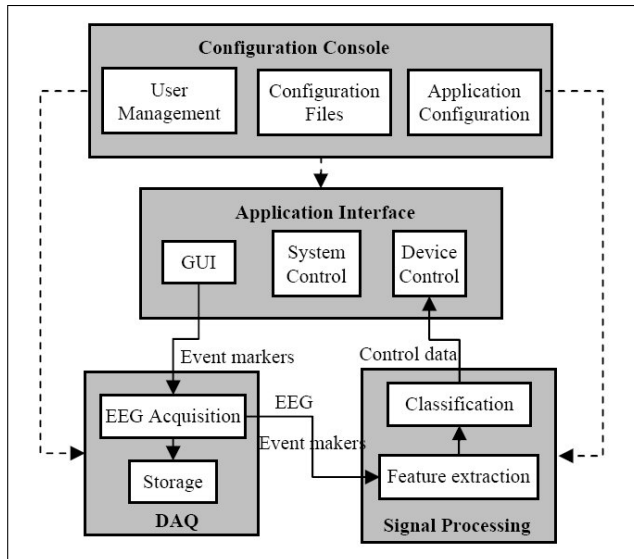 Configuration Console
User
Management
Configuration
Files
Application
Configuration
Application Interface
GUI
System
Control
Device
Control
Event markers
Control data
EEG Acquisition
EEG
Event makers
Classification
Storage
Feature extraction
DAQ
Signal Processing